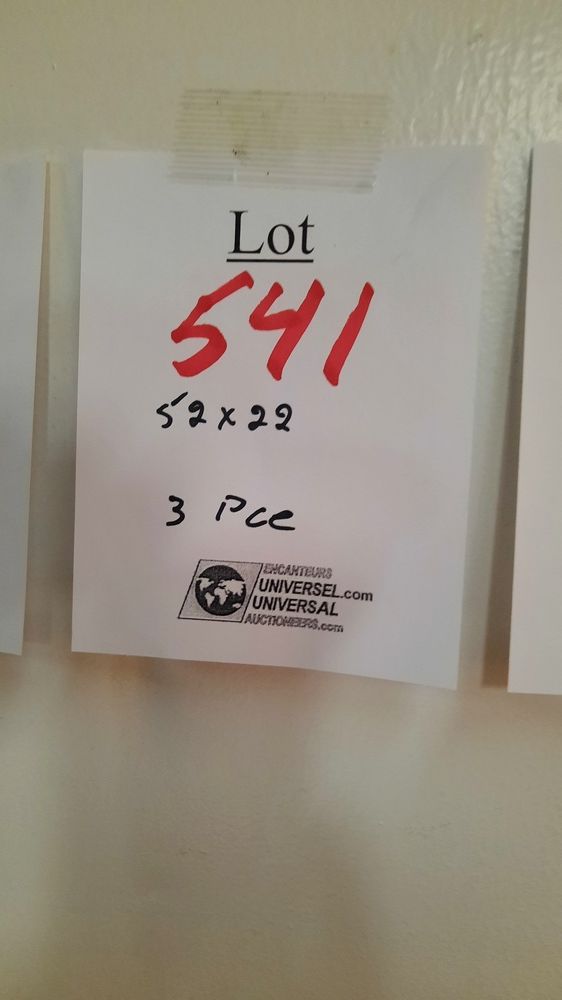 Lot
541
52x22
3 Pce
ENCANTEURS
UNIVERSEL.com
UNIVERSAL
AUCTIONEERS.com